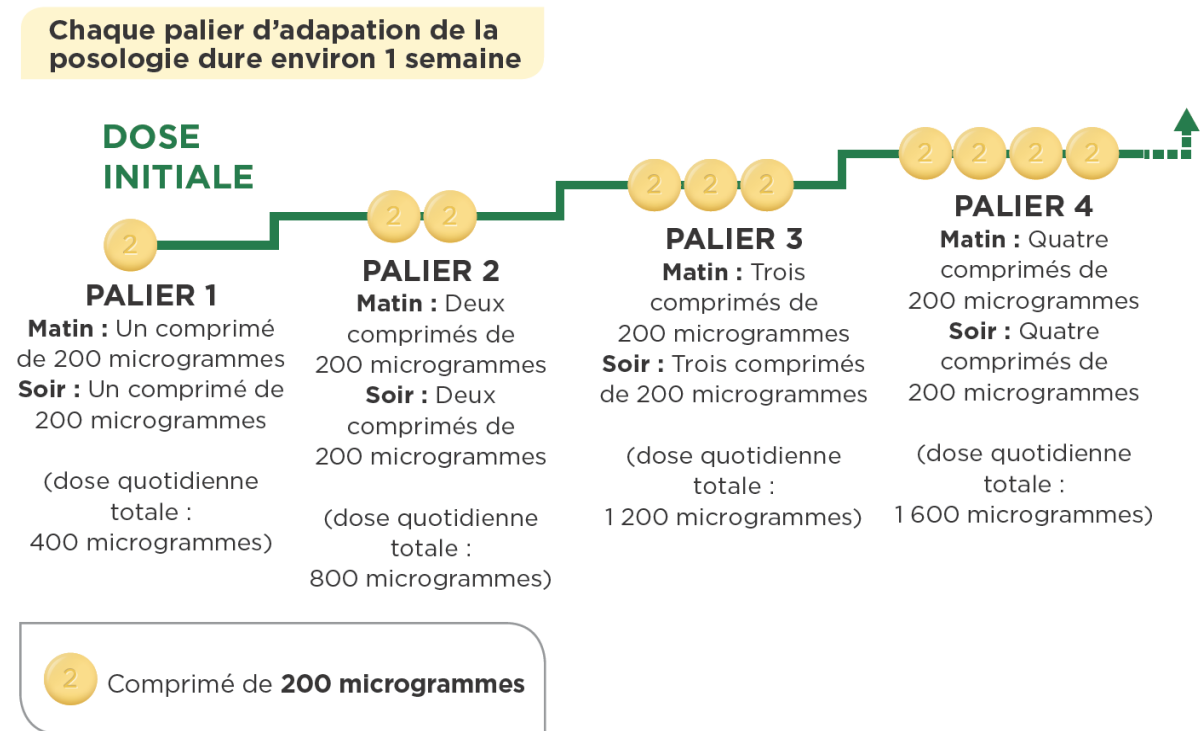 Chaque palier d’adapation de la
posologie dure environ 1 semaine
DOSE
INITIALE
2
PALIER 1
Matin : Un comprimé
de 200 microgrammes
Soir : Un comprimé de
200 microgrammes
(dose quotidienne
totale :
400 microgrammes)
2 2
PALIER 2
Matin : Deux
comprimés de
200 microgrammes
Soir : Deux
comprimés de
200 microgrammes
(dose quotidienne
totale :
800 microgrammes)
2 2 2
PALIER 3
Matin : Trois
comprimés de
200 microgrammes
Soir : Trois comprimés
de 200 microgrammes
(dose quotidienne
totale :
1 200 microgrammes)
2 2 2 2
PALIER 4
Matin : Quatre
comprimés de
200 microgrammes
Soir : Quatre
comprimés de
200 microgrammes
(dose quotidienne
totale :
1 600 microgrammes)
2 Comprimé de 200 microgrammes